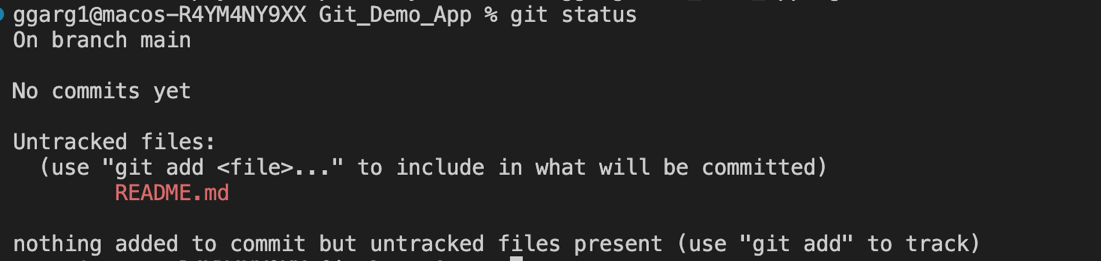 ggarg1@macos-R4YM4NY9XX Git_Demo_App % git status
On branch main
No commits yet
Untracked files:
(use "git add <file>..." to include in what will be committed)
README.md
nothing added to commit but untracked files present (use "git add" to track)